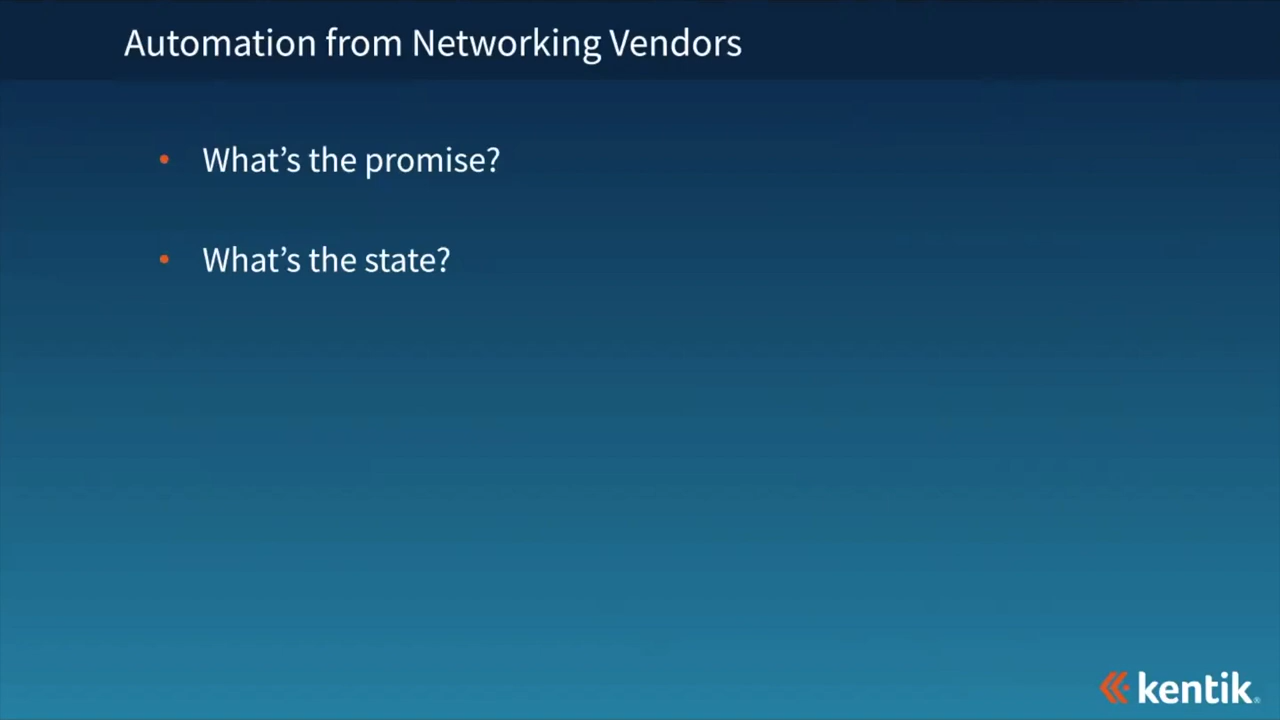 Automation from Networking Vendors
• What’s the promise?
• What’s the state?
kentik®